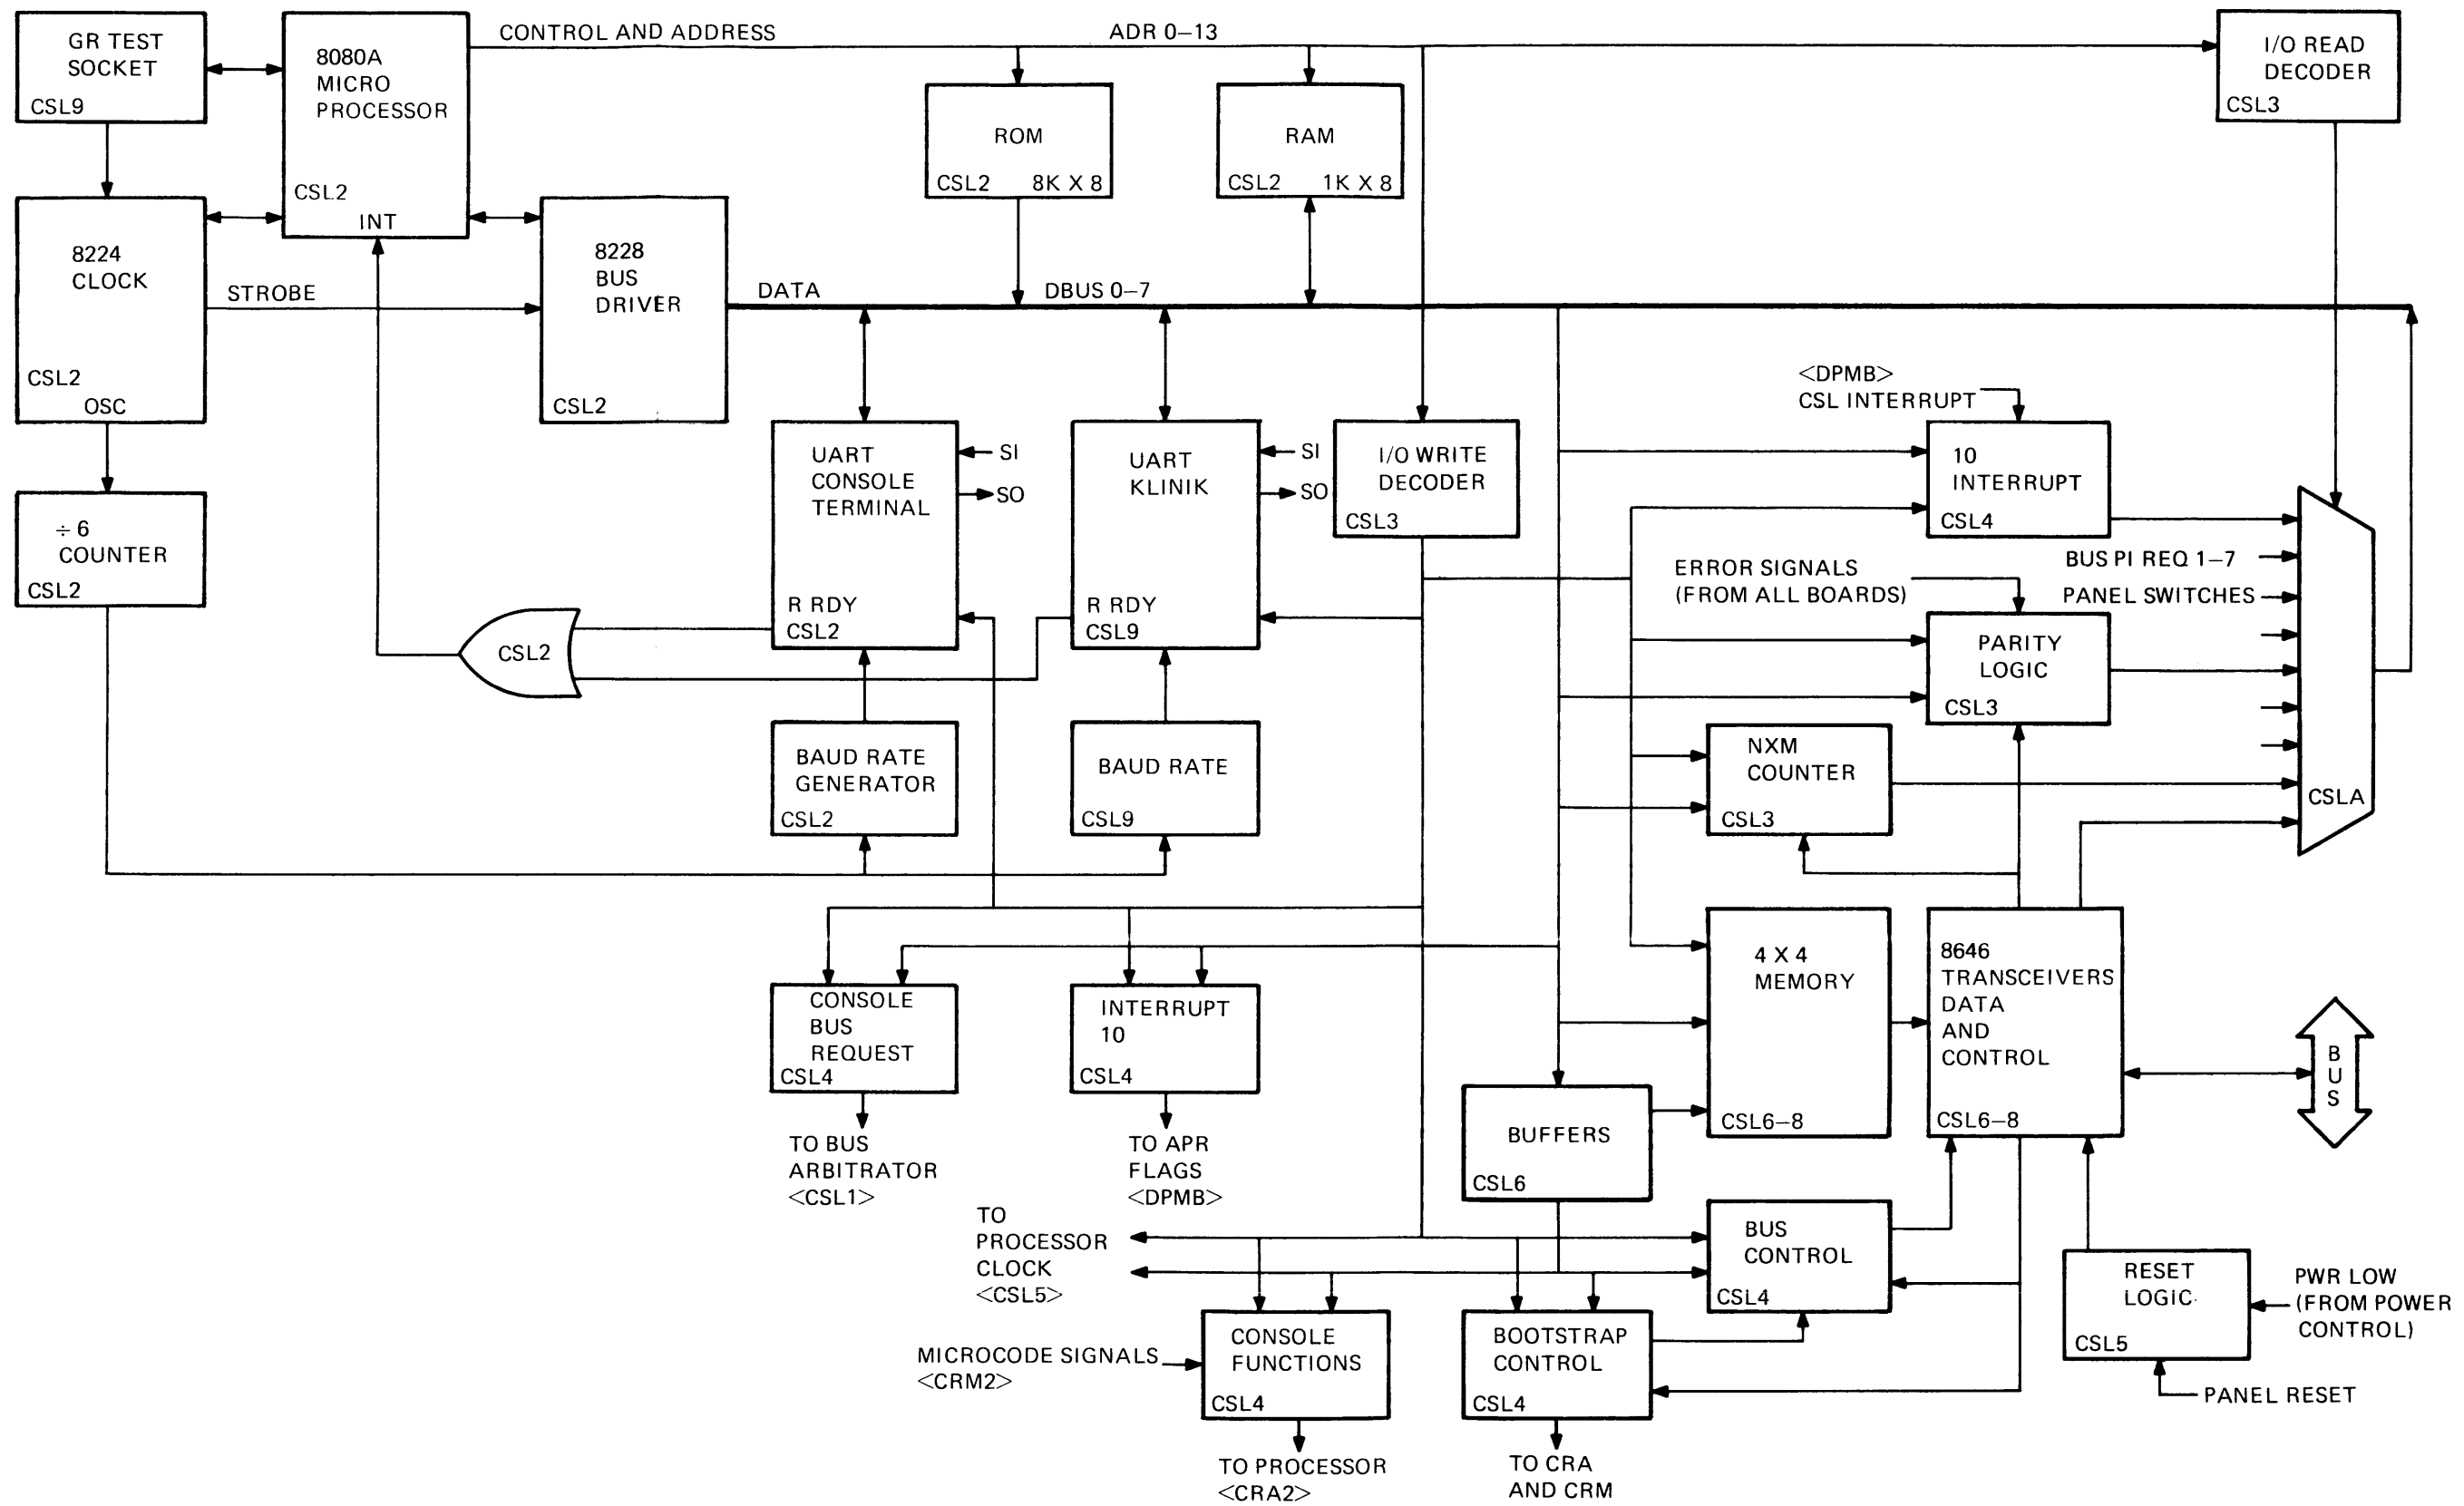 GR TEST
SOCKET
CSL9
8080A
MICRO
PROCESSOR
CSL2
INT
CONTROL AND ADDRESS
ADR 0–13
I/O READ
DECODER
CSL3
ROM
CSL2 8K X 8
RAM
CSL2 1K X 8
8224
CLOCK
CSL2
OSC
STROBE
8228
BUS
DRIVER
CSL2
DATA
DBUS 0–7
÷ 6
COUNTER
CSL2
UART
CONSOLE
TERMINAL
R RDY
CSL2
SI
SO
UART
KLINIK
R RDY
CSL9
SI
SO
I/O WRITE
DECODER
CSL3
<DPMB>
CSL INTERRUPT
10
INTERRUPT
CSL4
BUS PI REQ 1–7
PANEL SWITCHES
ERROR SIGNALS
(FROM ALL BOARDS)
PARITY
LOGIC
CSL3
CSLA
CSL2
BAUD RATE
GENERATOR
CSL2
BAUD RATE
CSL9
NXM
COUNTER
CSL3
CONSOLE
BUS
REQUEST
CSL4
TO BUS
ARBITRATOR
<CSL1>
INTERRUPT
10
CSL4
TO APR
FLAGS
<DPMB>
4 X 4
MEMORY
CSL6–8
8646
TRANSCEIVERS
DATA
AND
CONTROL
CSL6–8
BUS
BUFFERS
CSL6
TO
PROCESSOR
CLOCK
<CSL5>
BUS
CONTROL
CSL4
RESET
LOGIC
CSL5
PWR LOW
(FROM POWER
CONTROL)
PANEL RESET
MICROCODE SIGNALS
<CRM2>
CONSOLE
FUNCTIONS
CSL4
TO PROCESSOR
<CRA2>
BOOTSTRAP
CONTROL
CSL4
TO CRA
AND CRM